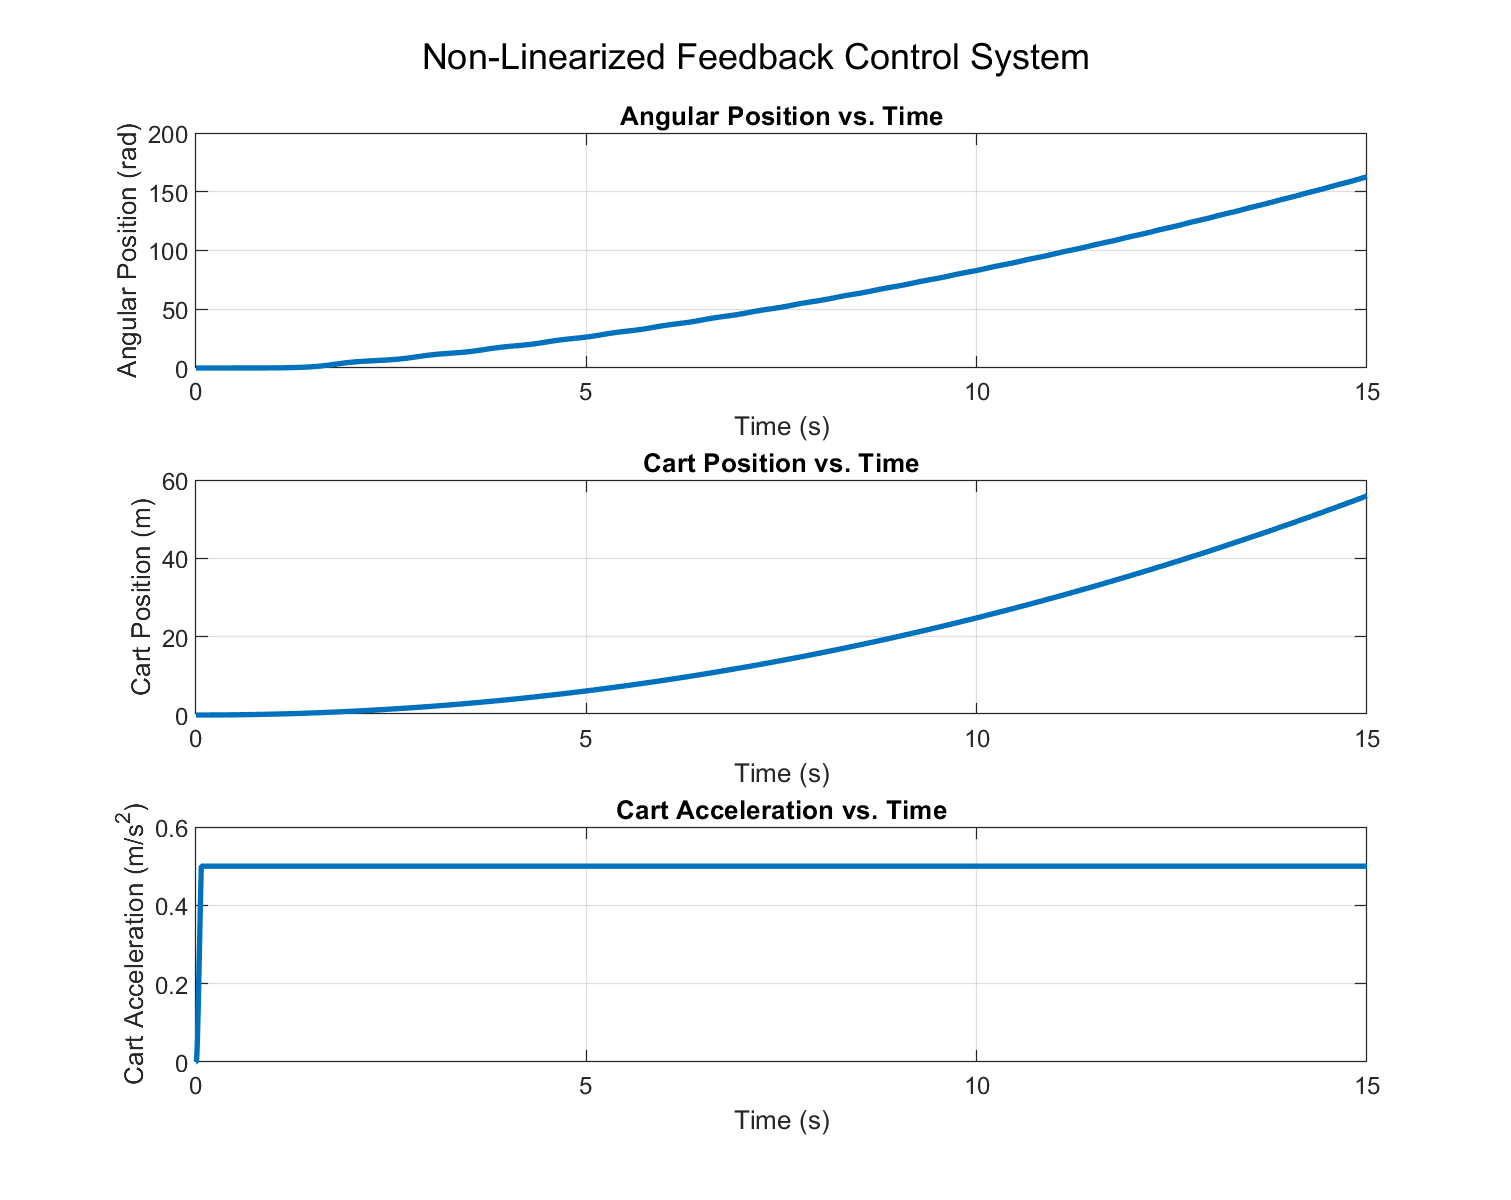 Non-Linearized Feedback Control System
Angular Position vs. Time
Angular Position (rad)
200
150
100
50
0
0 5 10 15
Time (s)
Cart Position vs. Time
Cart Position (m)
60
40
20
0
0 5 10 15
Time (s)
Cart Acceleration vs. Time
Cart Acceleration (m/s²)
0.6
0.4
0.2
0
0 5 10 15
Time (s)